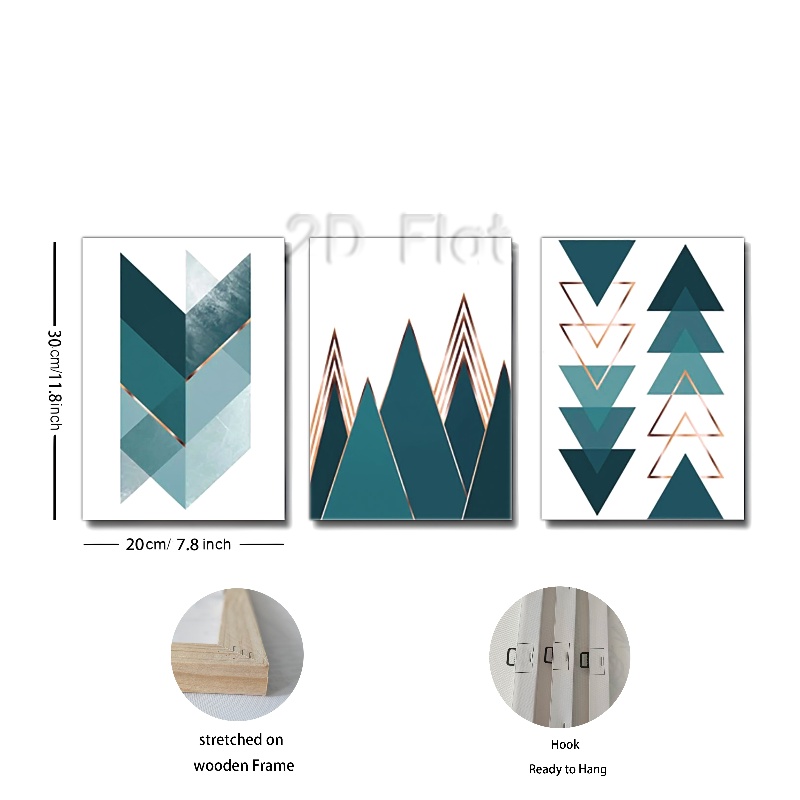 2D Flat
30cm/11.8inch
20cm/ 7.8 inch
stretched on
wooden Frame
Hook
Ready to Hang